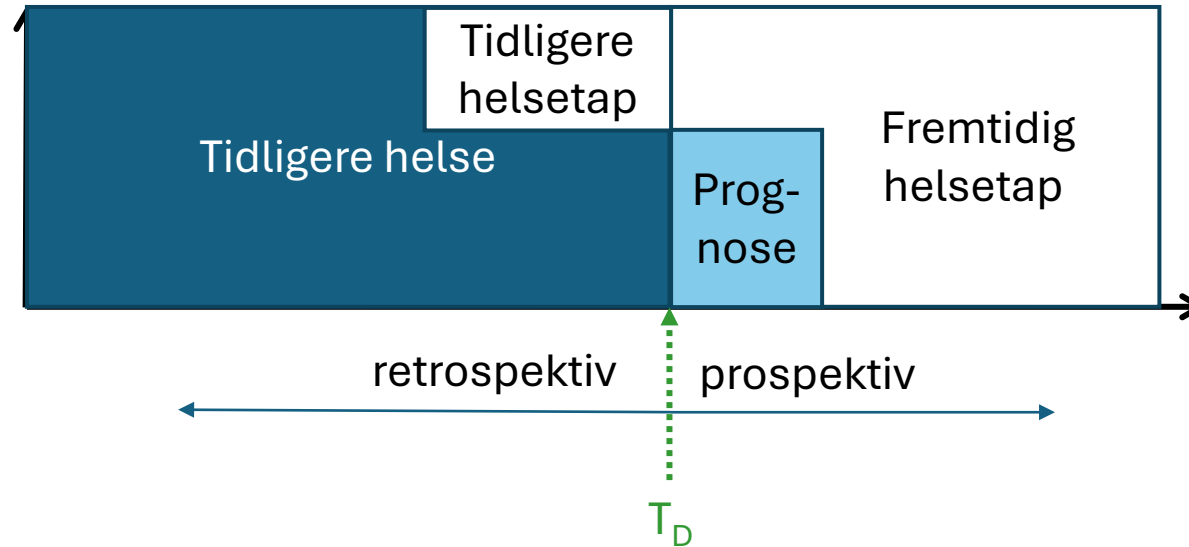 Tidligere
helsetap
Tidligere helse
Fremtidig
helsetap
Prog-
nose
retrospektiv
prospektiv
T_D